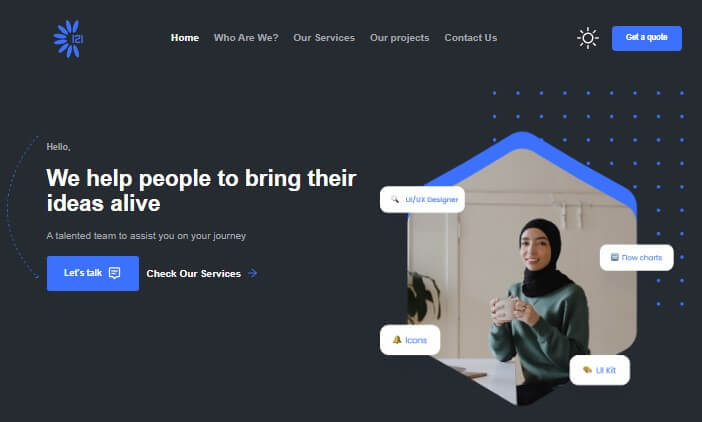 121
Home
Who Are We?
Our Services
Our projects
Contact Us
Get a quote
Hello,
We help people to bring their
ideas alive
A talented team to assist you on your journey
Let's talk
Check Our Services
UI/UX Designer
Flow charts
Icons
UI Kit